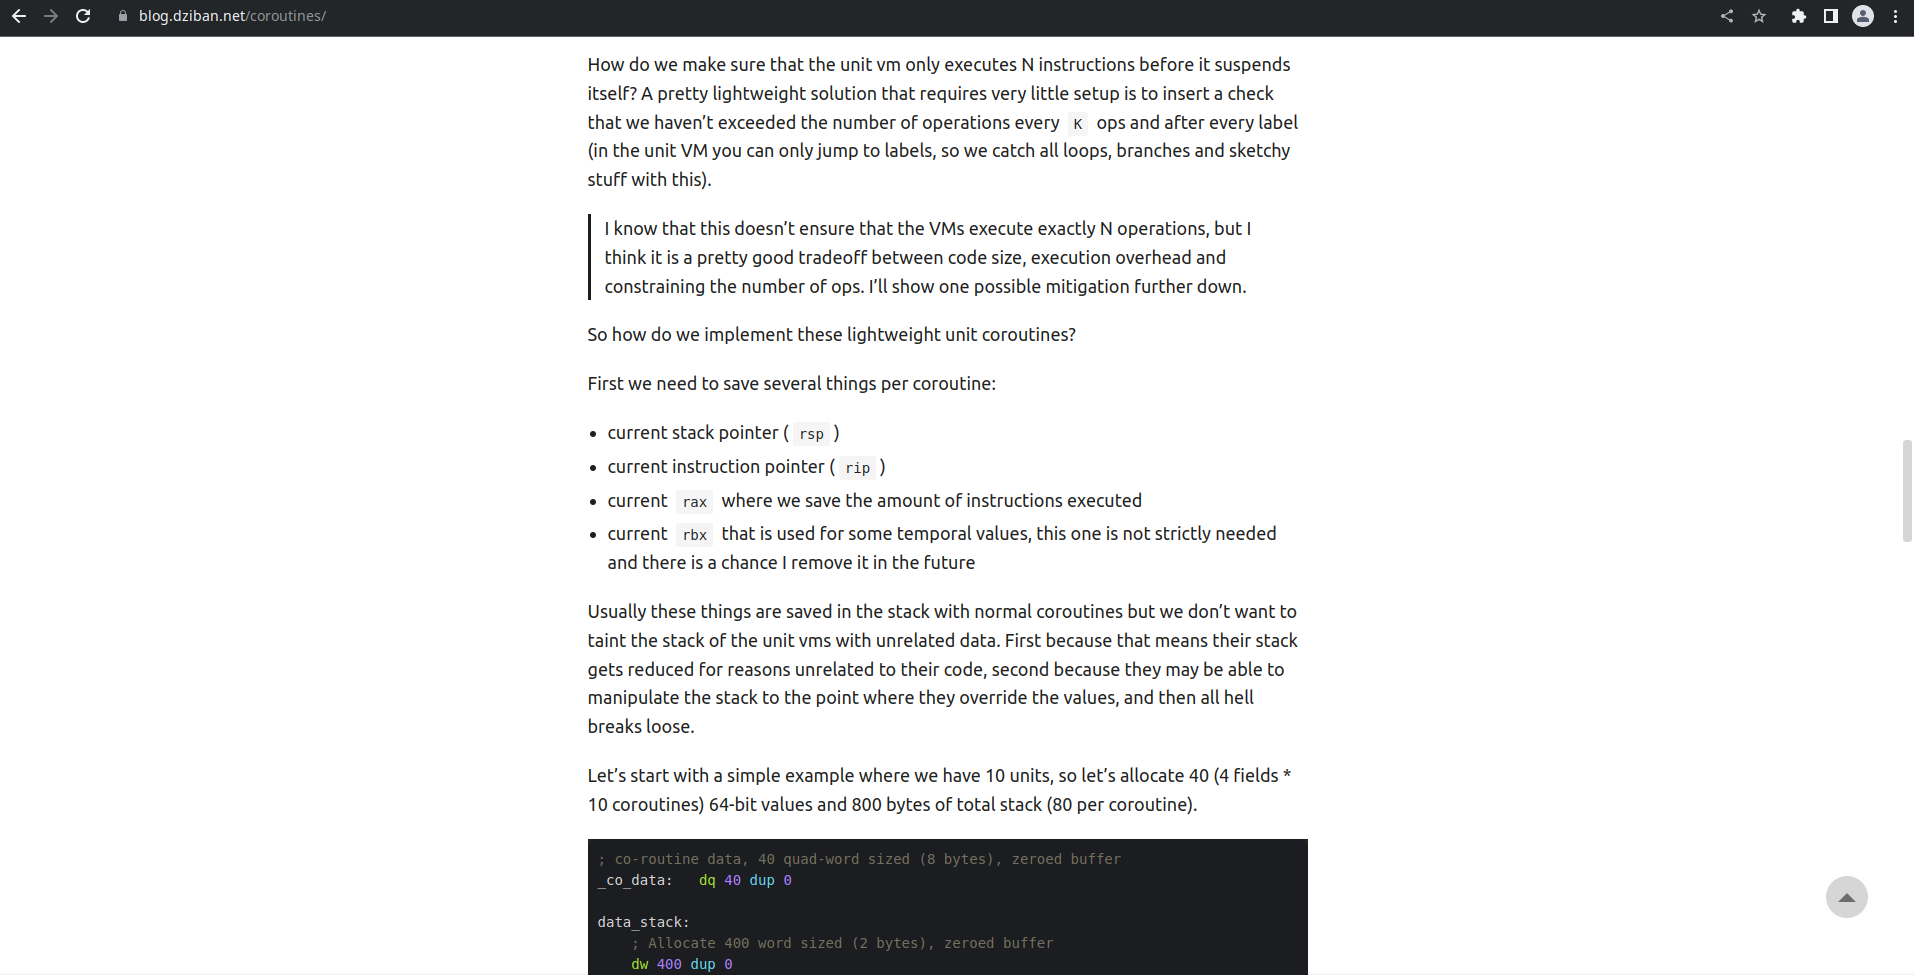 blog.dziban.net/coroutines/
How do we make sure that the unit vm only executes N instructions before it suspends
itself? A pretty lightweight solution that requires very little setup is to insert a check
that we haven’t exceeded the number of operations every K ops and after every label
(in the unit VM you can only jump to labels, so we catch all loops, branches and sketchy
stuff with this).
I know that this doesn’t ensure that the VMs execute exactly N operations, but I
think it is a pretty good tradeoff between code size, execution overhead and
constraining the number of ops. I’ll show one possible mitigation further down.
So how do we implement these lightweight unit coroutines?
First we need to save several things per coroutine:
• current stack pointer ( rsp )
• current instruction pointer ( rip )
• current rax where we save the amount of instructions executed
• current rbx that is used for some temporal values, this one is not strictly needed
and there is a chance I remove it in the future
Usually these things are saved in the stack with normal coroutines but we don’t want to
taint the stack of the unit vms with unrelated data. First because that means their stack
gets reduced for reasons unrelated to their code, second because they may be able to
manipulate the stack to the point where they override the values, and then all hell
breaks loose.
Let’s start with a simple example where we have 10 units, so let’s allocate 40 (4 fields *
10 coroutines) 64-bit values and 800 bytes of total stack (80 per coroutine).
; co-routine data, 40 quad-word sized (8 bytes), zeroed buffer
_co_data:   dq 40 dup 0
data_stack:
    ; Allocate 400 word sized (2 bytes), zeroed buffer
    dw 400 dup 0